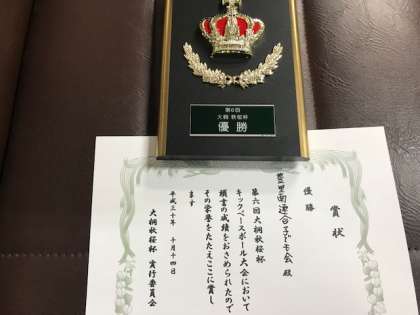 第6回
大桐 秋桜杯
優勝
賞状
優勝
豊里南連合子ども会 殿
第六回大桐秋桜杯
キックベースボール大会において
頭書の成績をおさめられたので
その栄誉をたたえここに賞し
ます
平成三十年 十月十四日
大桐秋桜杯 実行委員会